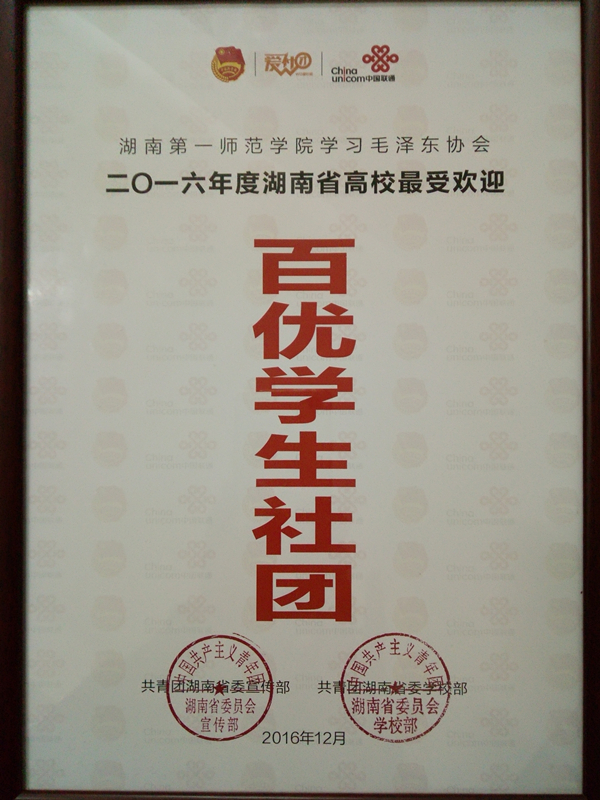 爱社团
China
unicom中国联通
湖南第一师范学院学习毛泽东协会
二〇一六年度湖南省高校最受欢迎
百优学生社团
共青团湖南省委宣传部
共青团湖南省委学校部
中国共产主义青年团
湖南省委员会
宣传部
中国共产主义青年团
湖南省委员会
学校部
2016年12月